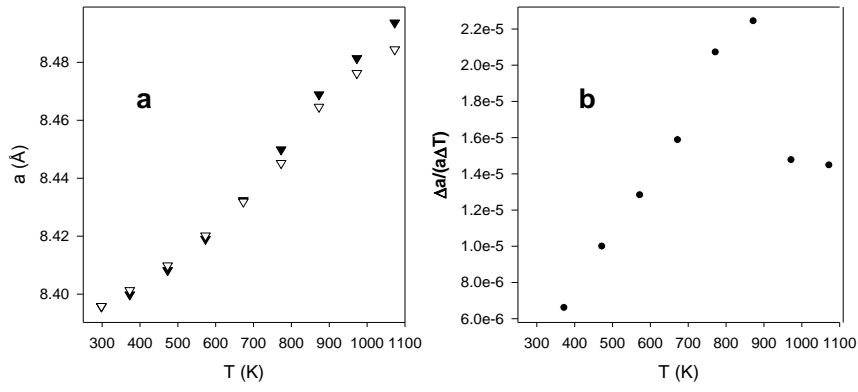 8.48
8.46
8.44
8.42
8.40
a (Å)
a
300 400 500 600 700 800 900 1000 1100
T (K)
2.2e-5
2.0e-5
1.8e-5
1.6e-5
1.4e-5
1.2e-5
1.0e-5
8.0e-6
6.0e-6
Δa/(aΔT)
b
300 400 500 600 700 800 900 1000 1100
T (K)